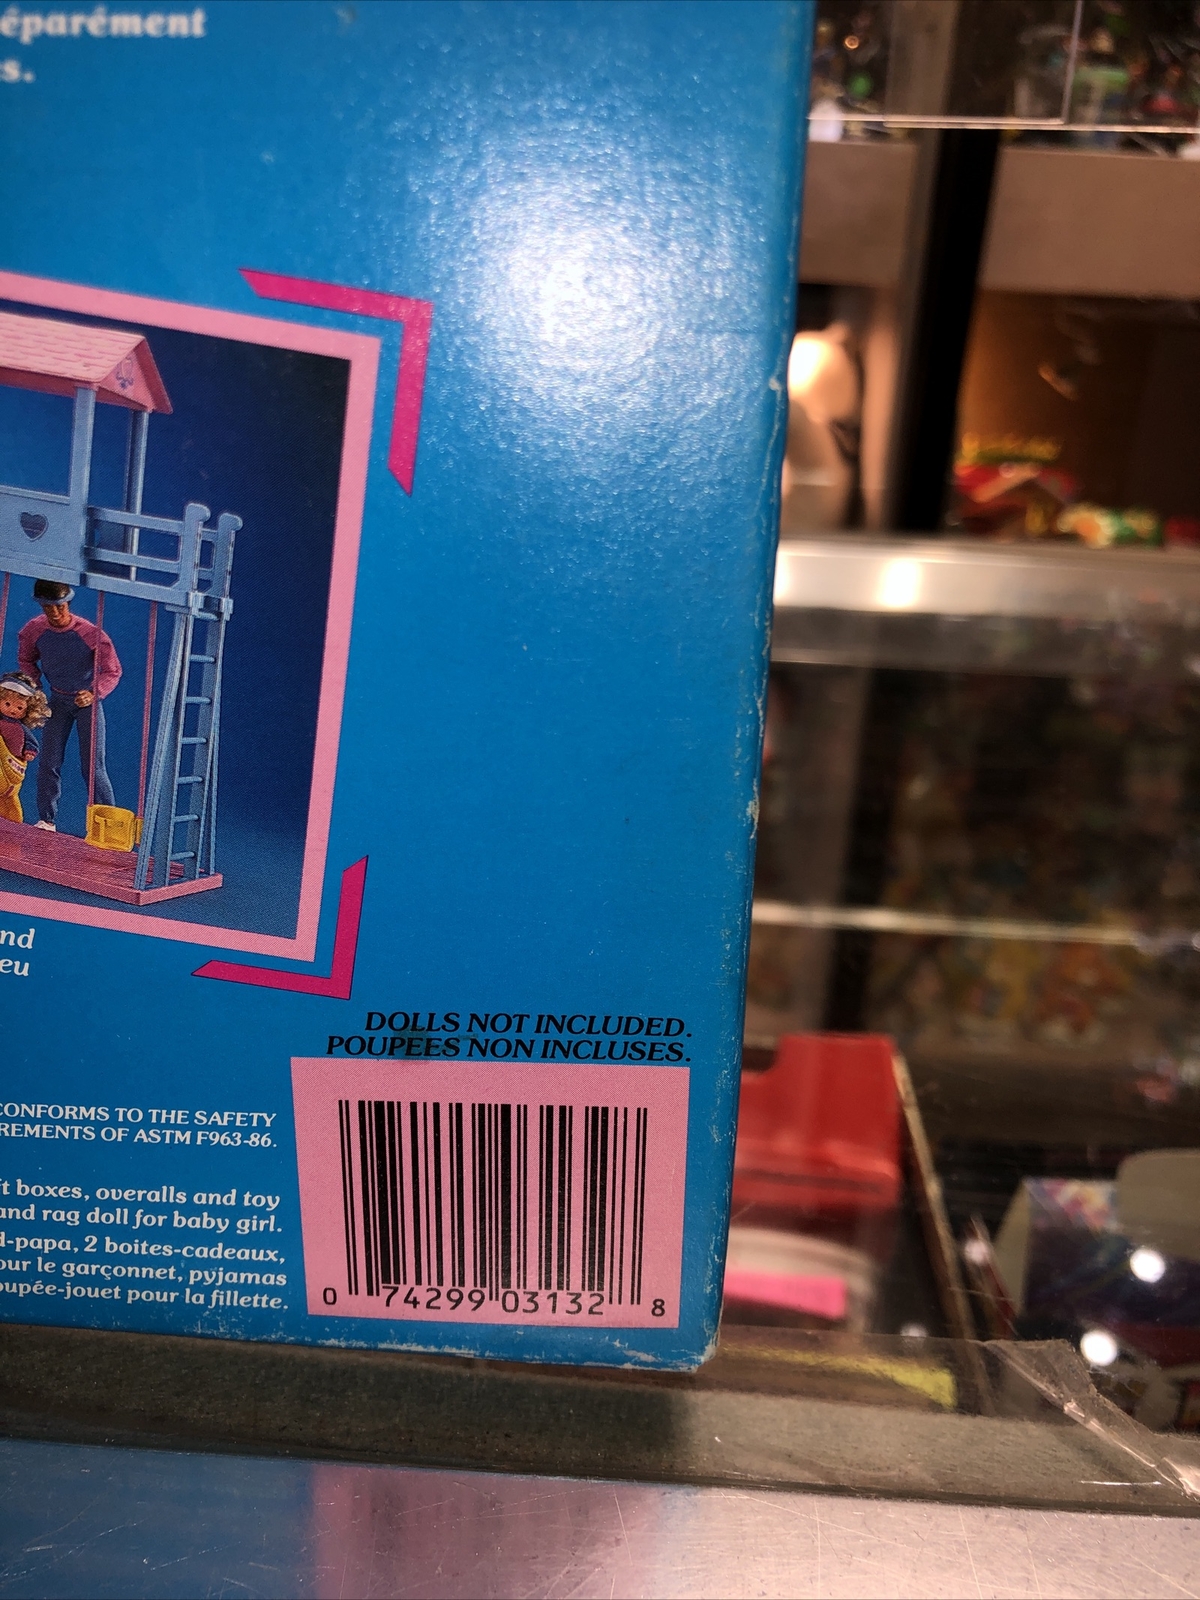 éparément
s.
nd
eu
DOLLS NOT INCLUDED.
POUPEES NON INCLUSES.
CONFORMS TO THE SAFETY
REMENTS OF ASTM F963-86.
ft boxes, overalls and toy
and rag doll for baby girl.
d-papa, 2 boites-cadeaux,
our le garçonnet, pyjamas
oupée-jouet pour la fillette.
0 74299 03132 8